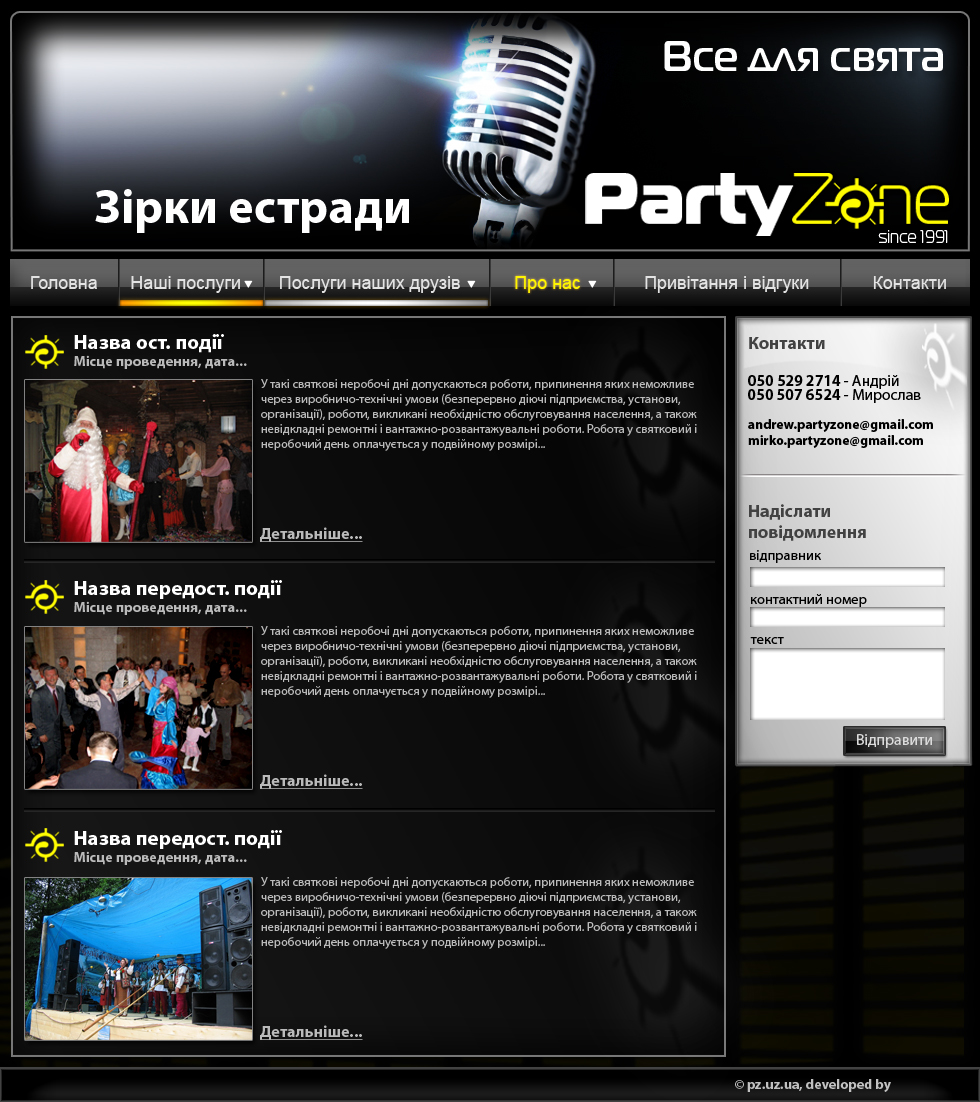 Все для свята
Зірки естради
PartyZone
since 1991
Головна Наші послуги Послуги наших друзів Про нас Привітання і відгуки Контакти
Назва ост. події
Місце проведення, дата...
У такі святкові неробочі дні допускаються роботи, припинення яких неможливе
через виробничо-технічні умови (безперервно діючі підприємства, установи,
організації), роботи, викликані необхідністю обслуговування населення, а також
невідкладні ремонтні і вантажно-розвантажувальні роботи. Робота у святковий і
неробочий день оплачується у подвійному розмірі...
Детальніше...
Назва передост. події
Місце проведення, дата...
У такі святкові неробочі дні допускаються роботи, припинення яких неможливе
через виробничо-технічні умови (безперервно діючі підприємства, установи,
організації), роботи, викликані необхідністю обслуговування населення, а також
невідкладні ремонтні і вантажно-розвантажувальні роботи. Робота у святковий і
неробочий день оплачується у подвійному розмірі...
Детальніше...
Назва передост. події
Місце проведення, дата...
У такі святкові неробочі дні допускаються роботи, припинення яких неможливе
через виробничо-технічні умови (безперервно діючі підприємства, установи,
організації), роботи, викликані необхідністю обслуговування населення, а також
невідкладні ремонтні і вантажно-розвантажувальні роботи. Робота у святковий і
неробочий день оплачується у подвійному розмірі...
Детальніше...
Контакти
050 529 2714 - Андрій
050 507 6524 - Мирослав
andrew.partyzone@gmail.com
mirko.partyzone@gmail.com
Надіслати
повідомлення
відправник
контактний номер
текст
Відправити
© pz.uz.ua, developed by